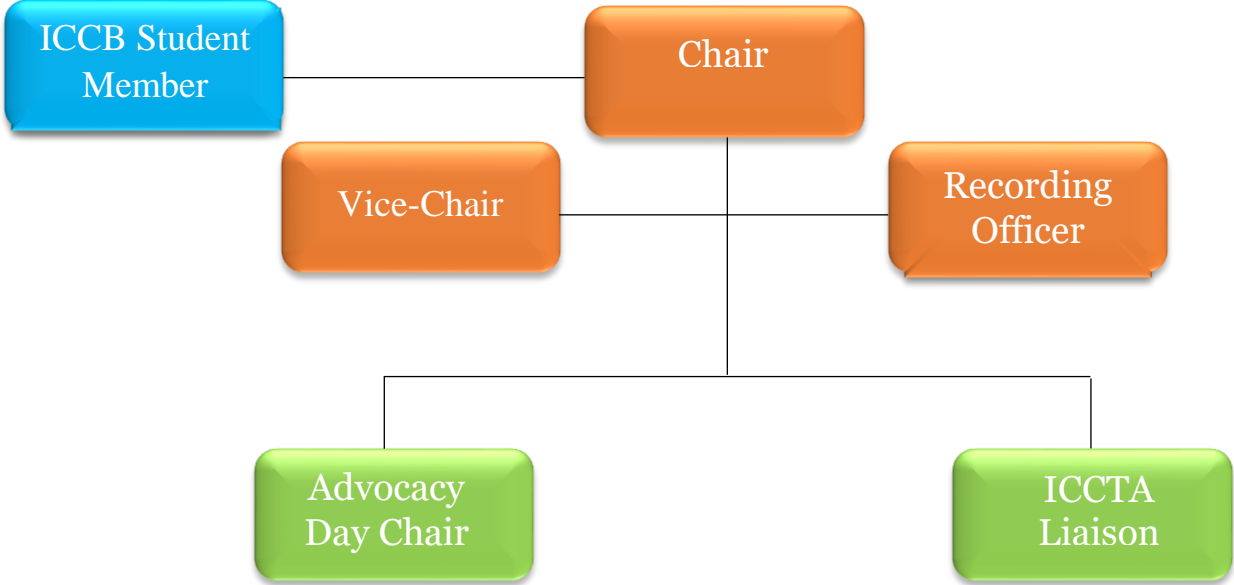 ICCB Student
Member
Chair
Vice-Chair
Recording
Officer
Advocacy
Day Chair
ICCTA
Liaison